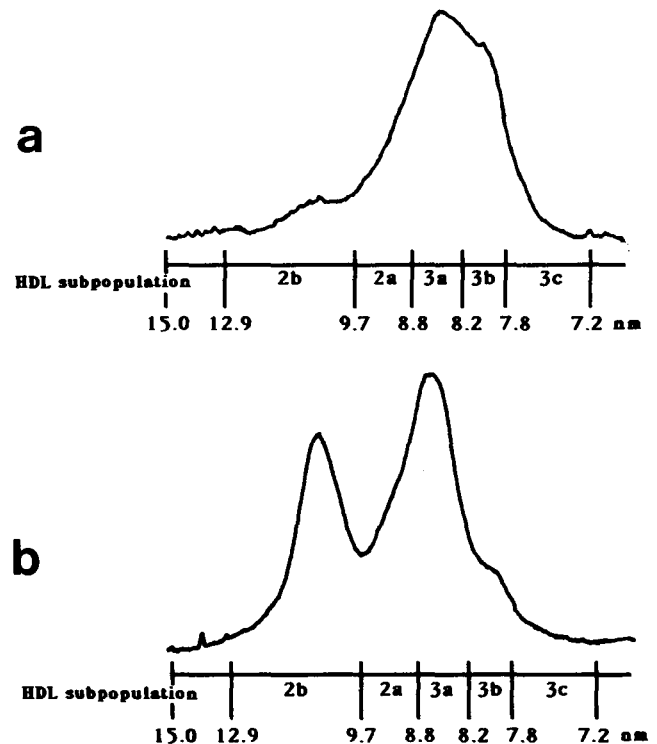 a
HDL subpopulation 2b 2a 3a 3b 3c
15.0 12.9 9.7 8.8 8.2 7.8 7.2 nm
b
HDL subpopulation 2b 2a 3a 3b 3c
15.0 12.9 9.7 8.8 8.2 7.8 7.2 nm